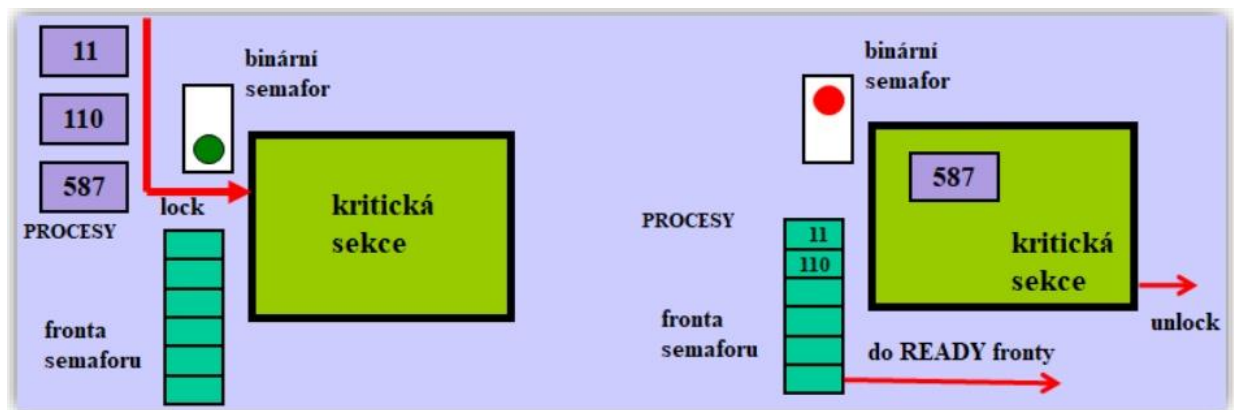 11
110
587
PROCESY
binární
semafor
lock
kritická
sekce
fronta
semaforu
binární
semafor
587
PROCESY
11
110
kritická
sekce
unlock
fronta
semaforu
do READY fronty